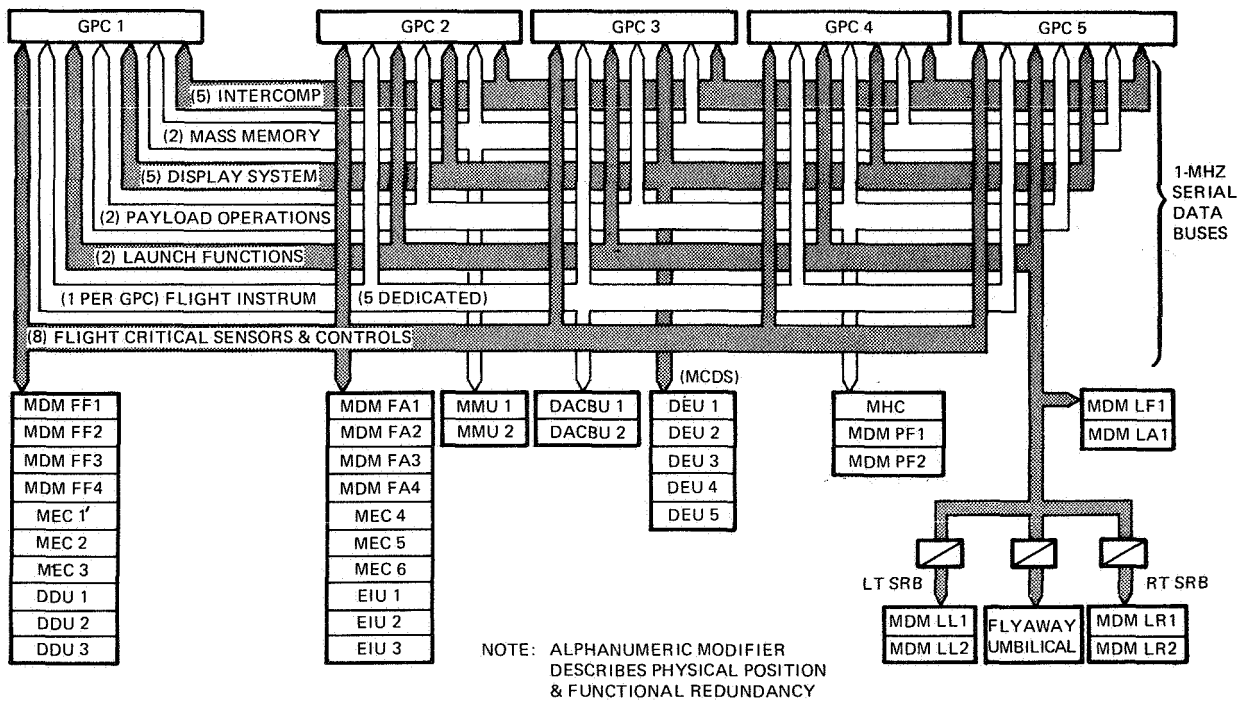 GPC 1
GPC 2
GPC 3
GPC 4
GPC 5
(5) INTERCOMP
(2) MASS MEMORY
(5) DISPLAY SYSTEM
(2) PAYLOAD OPERATIONS
(2) LAUNCH FUNCTIONS
(1 PER GPC) FLIGHT INSTRUM
(5 DEDICATED)
(8) FLIGHT CRITICAL SENSORS & CONTROLS
1-MHZ
SERIAL
DATA
BUSES
MDM FF1
MDM FF2
MDM FF3
MDM FF4
MEC 1'
MEC 2
MEC 3
DDU 1
DDU 2
DDU 3
MDM FA1
MDM FA2
MDM FA3
MDM FA4
MEC 4
MEC 5
MEC 6
EIU 1
EIU 2
EIU 3
MMU 1
MMU 2
DACBU 1
DACBU 2
(MCDS)
DEU 1
DEU 2
DEU 3
DEU 4
DEU 5
MHC
MDM PF1
MDM PF2
MDM LF1
MDM LA1
LT SRB
RT SRB
MDM LL1
MDM LL2
FLYAWAY
UMBILICAL
MDM LR1
MDM LR2
NOTE: ALPHANUMERIC MODIFIER
DESCRIBES PHYSICAL POSITION
& FUNCTIONAL REDUNDANCY